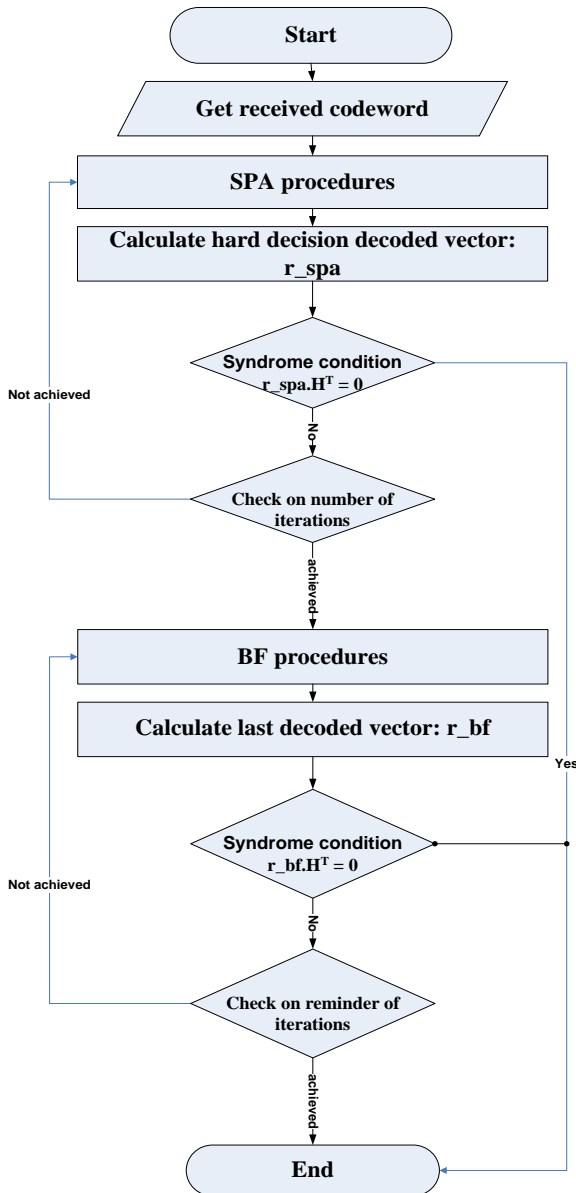 Start
Get received codeword
SPA procedures
Calculate hard decision decoded vector:
r_spa
Syndrome condition
r_spa.Hᵀ = 0
Not achieved
No
Check on number of
iterations
achieved
BF procedures
Calculate last decoded vector: r_bf
Yes
Syndrome condition
r_bf.Hᵀ = 0
Not achieved
No
Check on reminder of
iterations
achieved
End